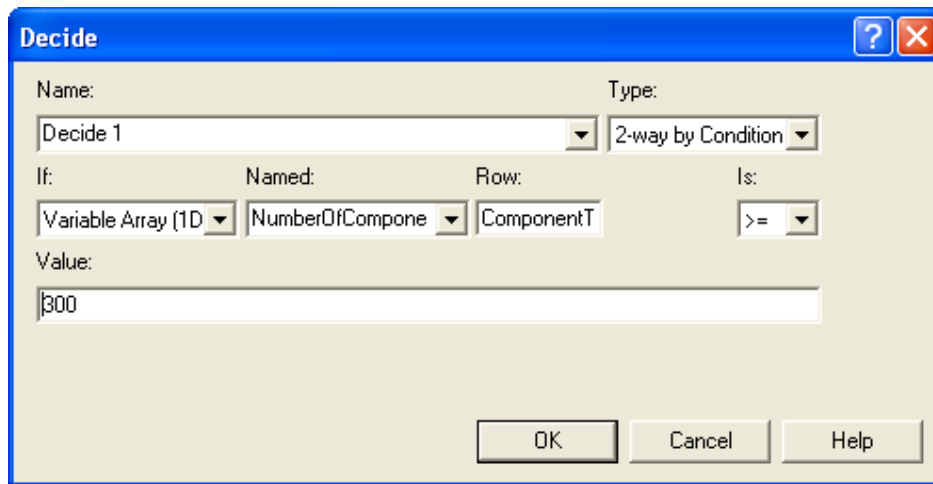 Decide
Name: Type:
Decide 1 2-way by Condition
If: Named: Row: Is:
Variable Array (1D NumberOfCompone ComponentT >=
Value:
300
OK Cancel Help